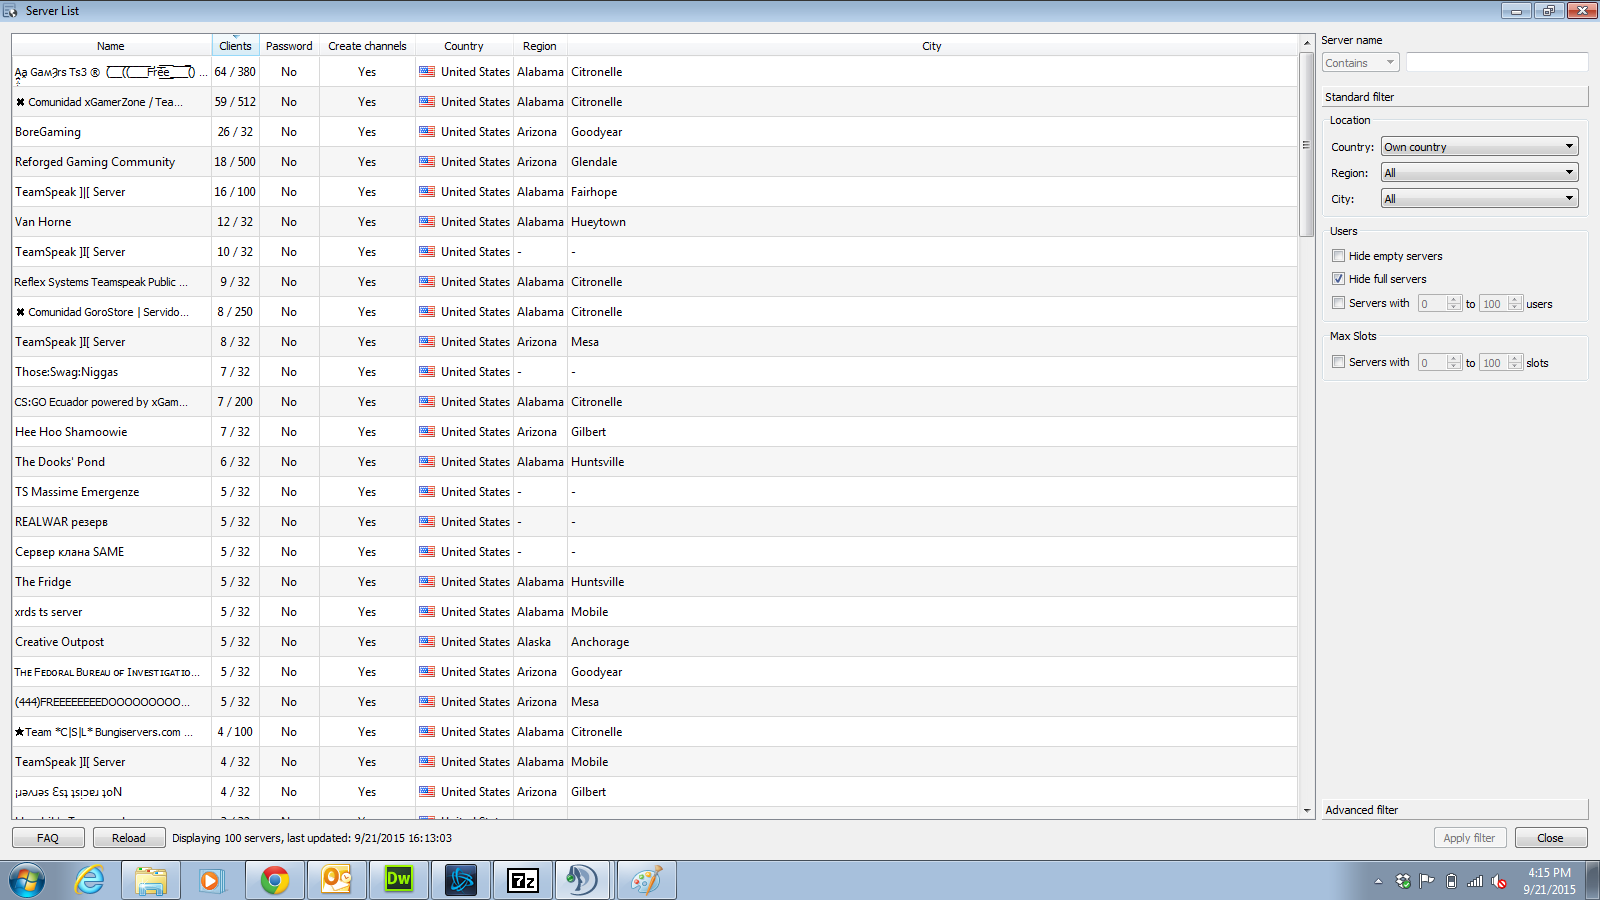 Server List
Name Clients Password Create channels Country Region City
Aa Gaмʒrs Ts3 ® (__((___Free___() ... 64 / 380 No Yes United States Alabama Citronelle
✖ Comunidad xGamerZone / Tea... 59 / 512 No Yes United States Alabama Citronelle
BoreGaming 26 / 32 No Yes United States Arizona Goodyear
Reforged Gaming Community 18 / 500 No Yes United States Arizona Glendale
TeamSpeak ]|[ Server 16 / 100 No Yes United States Alabama Fairhope
Van Horne 12 / 32 No Yes United States Alabama Hueytown
TeamSpeak ]I[ Server 10 / 32 No Yes United States - -
Reflex Systems Teamspeak Public ... 9 / 32 No Yes United States Alabama Citronelle
✖ Comunidad GoroStore | Servido... 8 / 250 No Yes United States Alabama Citronelle
TeamSpeak ]I[ Server 8 / 32 No Yes United States Arizona Mesa
Those:Swag:Niggas 7 / 32 No Yes United States - -
CS:GO Ecuador powered by xGam... 7 / 200 No Yes United States Alabama Citronelle
Hee Hoo Shamoowie 7 / 32 No Yes United States Arizona Gilbert
The Dooks' Pond 6 / 32 No Yes United States Alabama Huntsville
TS Massime Emergenze 5 / 32 No Yes United States - -
REALWAR резерв 5 / 32 No Yes United States - -
Сервер клана SAME 5 / 32 No Yes United States - -
The Fridge 5 / 32 No Yes United States Alabama Huntsville
xrds ts server 5 / 32 No Yes United States Alabama Mobile
Creative Outpost 5 / 32 No Yes United States Alaska Anchorage
Tʜᴇ Fᴇᴅᴏʀᴀʟ Bᴜʀᴇᴀᴜ ᴏғ Iɴᴠᴇsᴛɪɢᴀᴛɪᴏ... 5 / 32 No Yes United States Arizona Goodyear
(444)FREEEEEEEEDOOOOOOOOO... 5 / 32 No Yes United States Arizona Mesa
★Team *C|S|L* Bungiservers.com ... 4 / 100 No Yes United States Alabama Citronelle
TeamSpeak ]I[ Server 4 / 32 No Yes United States Alabama Mobile
¡ɹǝʌɹǝs Ɛsʇ ʇsᴉɔɐɹ ʇoN 4 / 32 No Yes United States Arizona Gilbert
FAQ Reload Displaying 100 servers, last updated: 9/21/2015 16:13:03
Server name
Contains
Standard filter
Location
Country: Own country
Region: All
City: All
Users
Hide empty servers
Hide full servers
Servers with 0 to 100 users
Max Slots
Servers with 0 to 100 slots
Advanced filter
Apply filter Close
Dw
7z
4:15 PM
9/21/2015